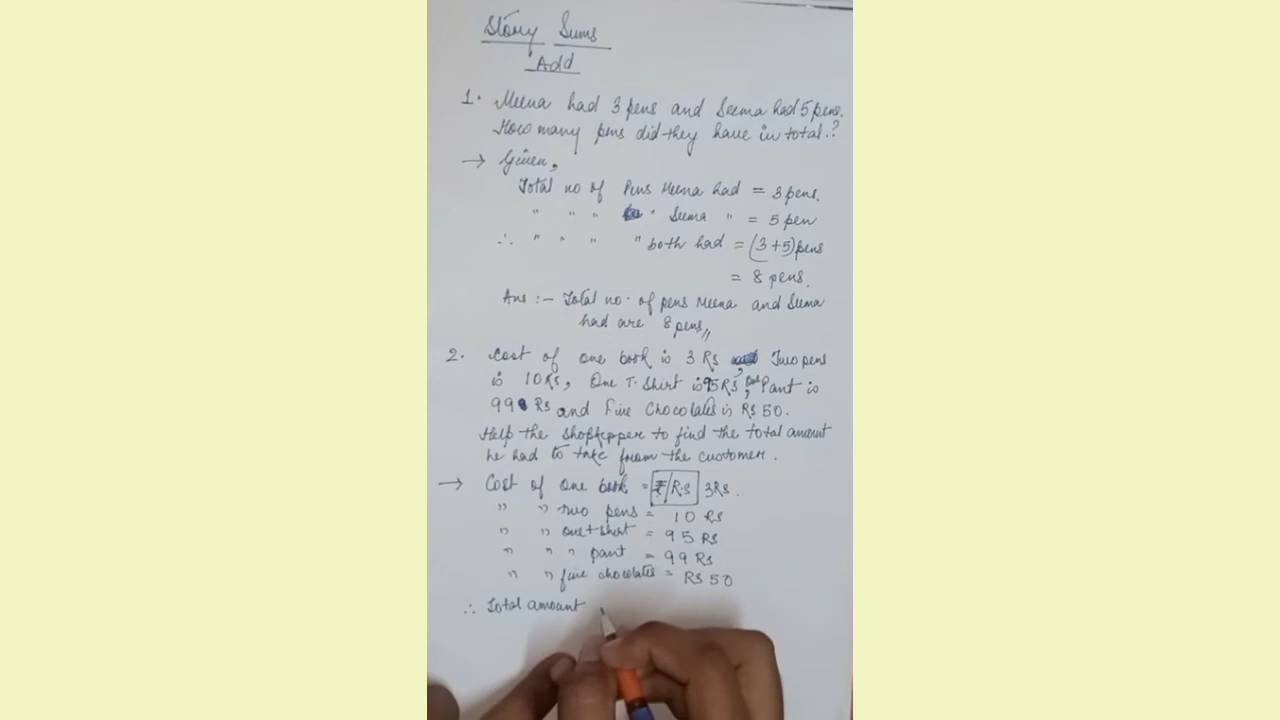 Story Sums
Add
1. Meena had 3 pens and Seema had 5 pens.
How many pens did they have in total.?
→ Given,
Total no of Pens Meena had = 3 pens.
" " " " Seema " = 5 pen
∴ " " " " both had = (3+5) pens
= 8 pens.
Ans :- Total no. of pens Meena and Seema
had are 8 pens,,
2. Cost of one book is 3 Rs, Two pens
is 10 Rs, One T. Shirt is 95 Rs, One Pant is
99 Rs and Five Chocolates is Rs 50.
Help the Shopkepper to find the total amount
he had to take from the customer.
→ Cost of one book = ₹/Rs 3Rs.
" " two pens = 10 Rs
" " one t shirt = 95 Rs
" " " pant = 99 Rs
" " five chocolates = Rs 50
∴ Total amount